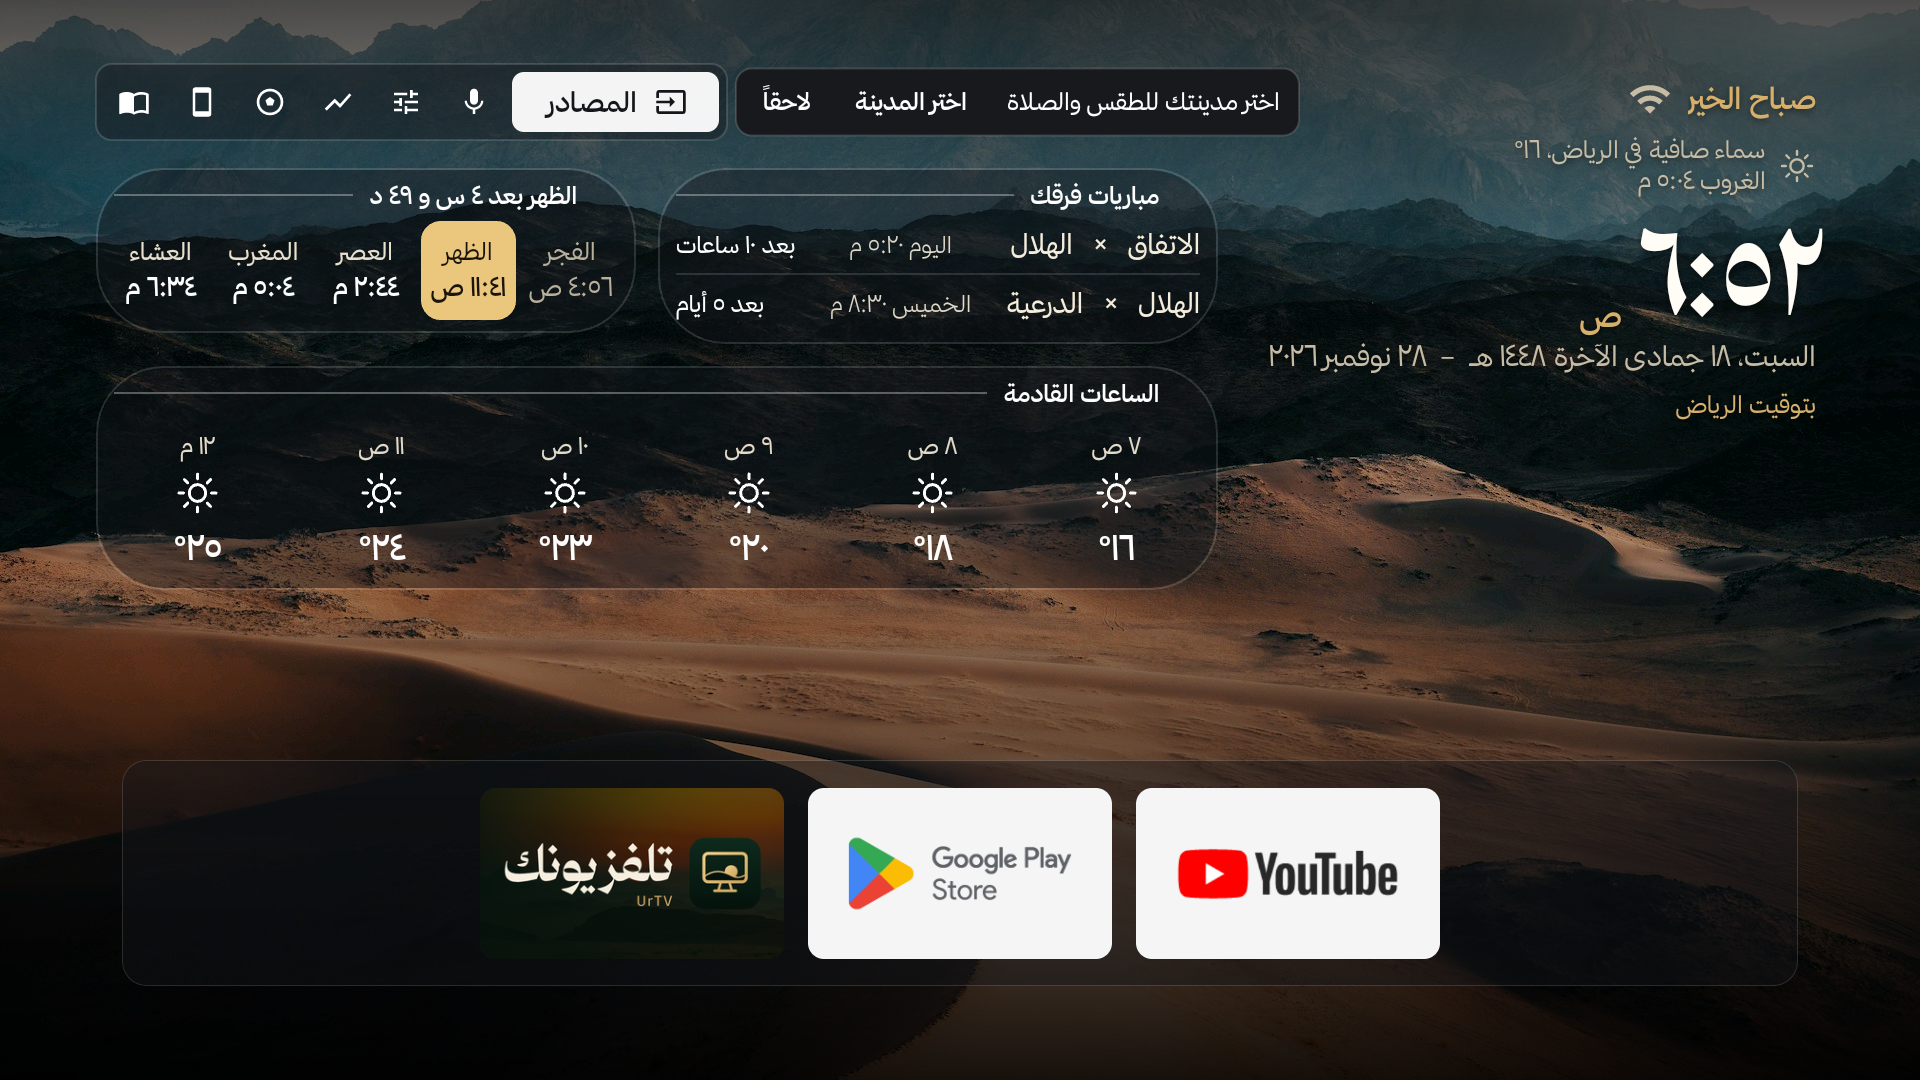 صباح الخير
سماء صافية في الرياض، ١٦°
الغروب ٥:٠٤ م
٦:٥٢ ص
السبت، ١٨ جمادى الآخرة ١٤٤٨ هـ – ٢٨ نوفمبر ٢٠٢٦
بتوقيت الرياض
اختر مدينتك للطقس والصلاة اختر المدينة لاحقاً
المصادر
مباريات فرقك
الاتفاق × الهلال اليوم ٥:٢٠ م بعد ١٠ ساعات
الهلال × الدرعية الخميس ٨:٣٠ م بعد ٥ أيام
الظهر بعد ٤ س و ٤٩ د
الفجر الظهر العصر المغرب العشاء
٤:٥٦ ص ١١:٤١ ص ٢:٤٤ م ٥:٠٤ م ٦:٣٤ م
الساعات القادمة
٧ ص ٨ ص ٩ ص ١٠ ص ١١ ص ١٢ م
١٦° ١٨° ٢٠° ٢٣° ٢٤° ٢٥°
YouTube
Google Play
Store
تلفزيونك
UrTV